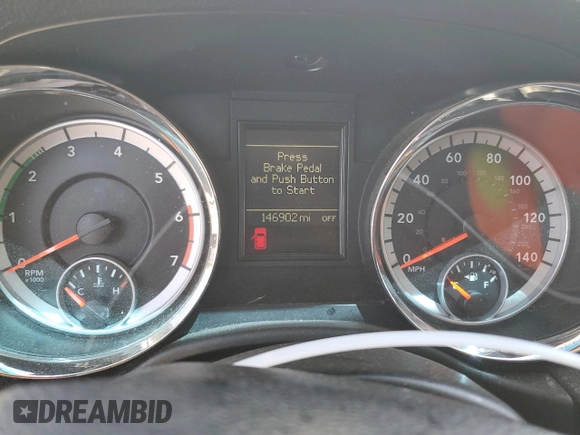 Press
Brake Pedal
and Push Button
to Start
146902 mi OFF
0 1 2 3 4 5 6 7
RPM
x1000
C H
0 20 40 60 80 100 120 140
MPH
F
DREAMBID